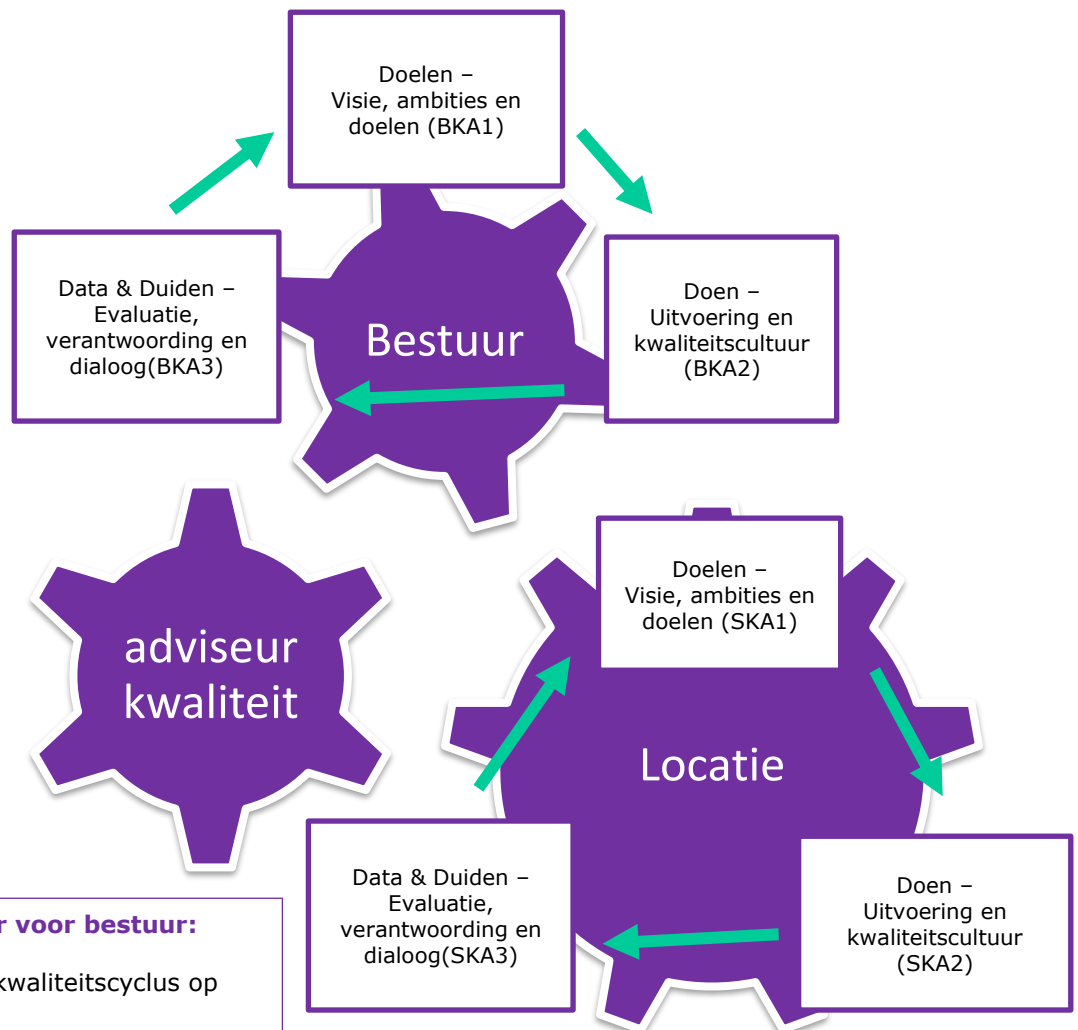 Doelen –
Visie, ambities en
doelen (BKA1)
Data & Duiden –
Evaluatie,
verantwoording en
dialoog(BKA3)
Doen –
Uitvoering en
kwaliteitscultuur
(BKA2)
Bestuur
adviseur
kwaliteit
Doelen –
Visie, ambities en
doelen (SKA1)
Locatie
Data & Duiden –
Evaluatie,
verantwoording en
dialoog(SKA3)
Doen –
Uitvoering en
kwaliteitscultuur
(SKA2)
voor bestuur:
kwaliteitscyclus op